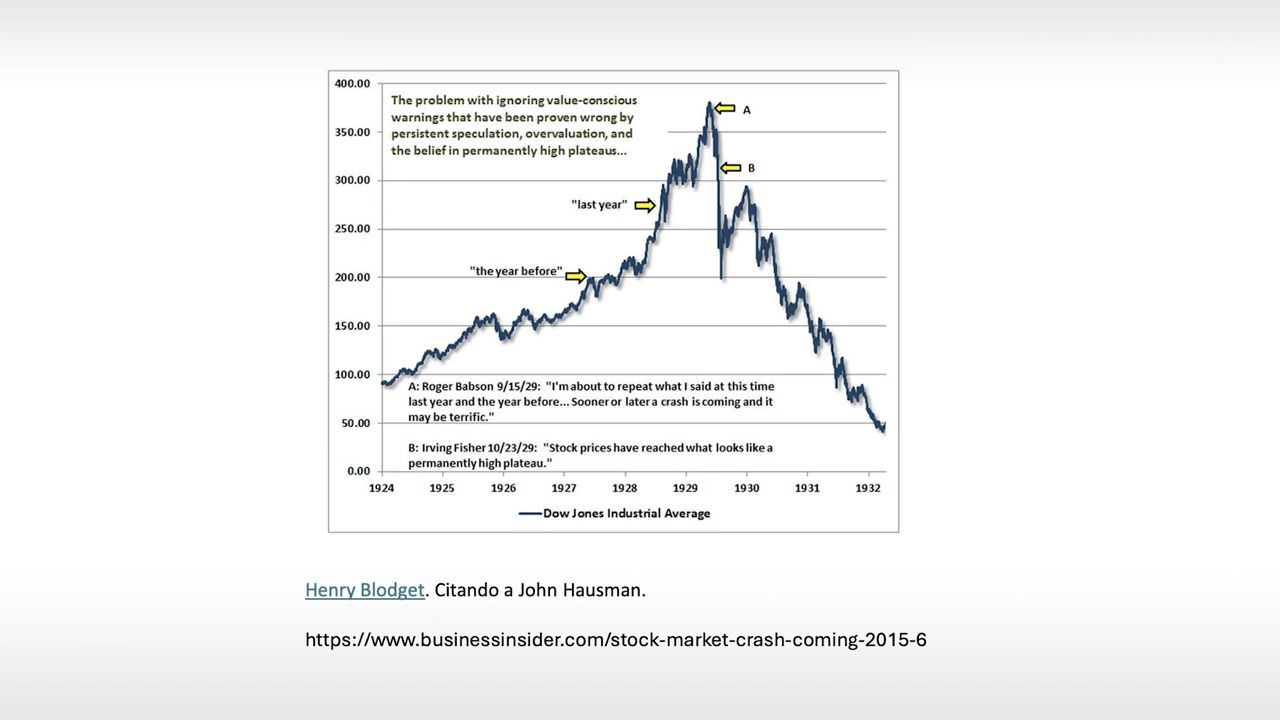 400.00
350.00
300.00
250.00
200.00
150.00
100.00
50.00
0.00
The problem with ignoring value-conscious
warnings that have been proven wrong by
persistent speculation, overvaluation, and
the belief in permanently high plateaus...
A
B
"last year"
"the year before"
A: Roger Babson 9/15/29: "I'm about to repeat what I said at this time
last year and the year before... Sooner or later a crash is coming and it
may be terrific."
B: Irving Fisher 10/23/29: "Stock prices have reached what looks like a
permanently high plateau."
1924 1925 1926 1927 1928 1929 1930 1931 1932
Dow Jones Industrial Average
Henry Blodget. Citando a John Hausman.
https://www.businessinsider.com/stock-market-crash-coming-2015-6